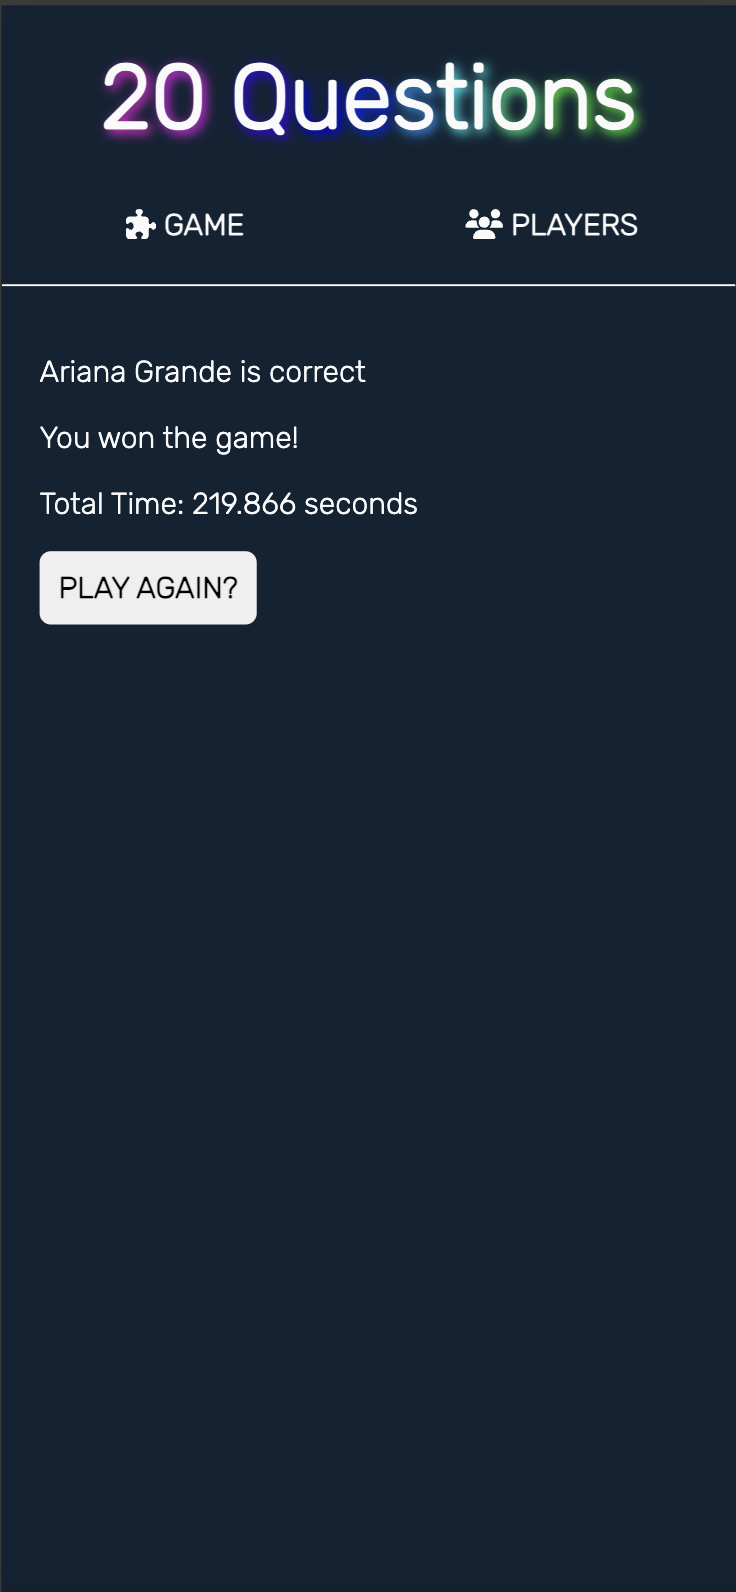 20 Questions
GAME PLAYERS
Ariana Grande is correct
You won the game!
Total Time: 219.866 seconds
PLAY AGAIN?